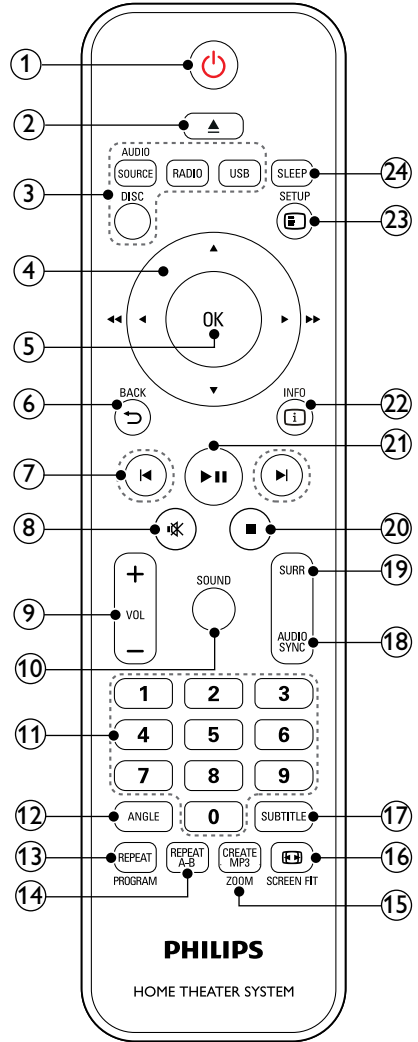 1
2
AUDIO
SOURCE RADIO USB SLEEP 24
3 DISC SETUP
23
4
OK
5
BACK INFO
6 22
i
21
7
8 20
+ SURR 19
SOUND
9 VOL
− AUDIO
SYNC 18
10
1 2 3
11 4 5 6
7 8 9
12 ANGLE 0 SUBTITLE 17
13 REPEAT REPEAT
A-B CREATE
MP3 16
PROGRAM 14 ZOOM SCREEN FIT
15
PHILIPS
HOME THEATER SYSTEM